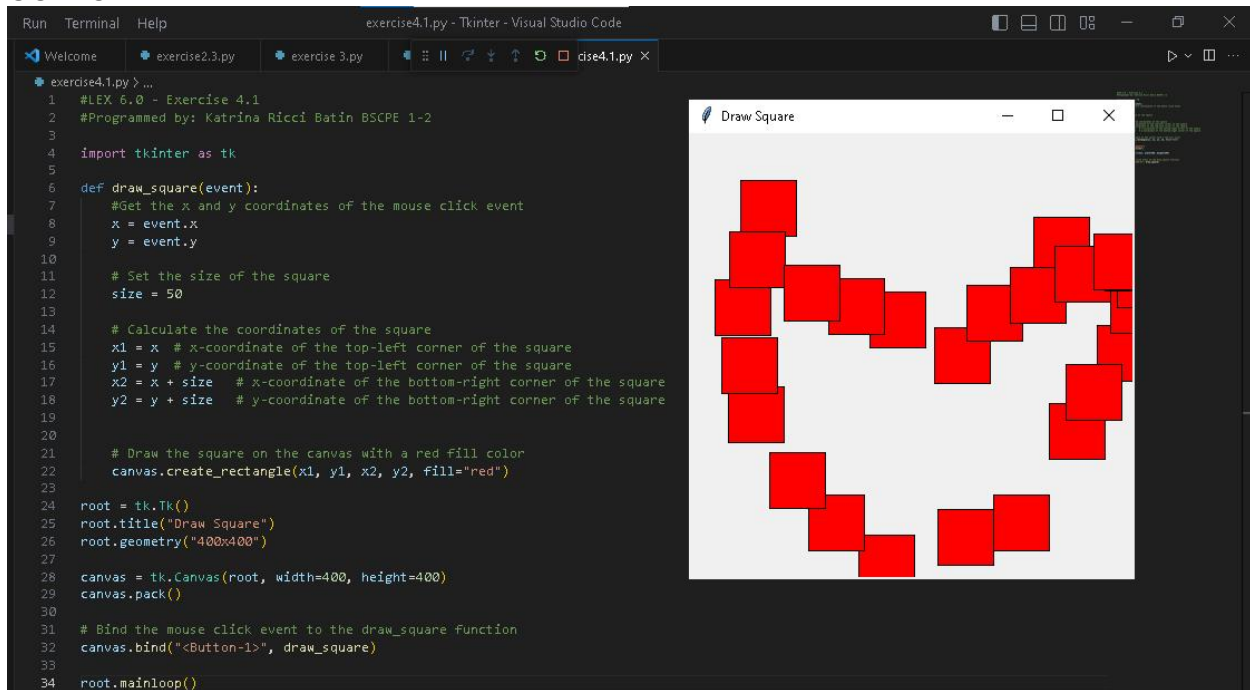 Run Terminal Help exercise4.1.py - Tkinter - Visual Studio Code
Welcome exercise2.3.py exercise 3.py cise4.1.py
exercise4.1.py > ...
1 #LEX 6.0 - Exercise 4.1
2 #Programmed by: Katrina Ricci Batin BSCPE 1-2
3
4 import tkinter as tk
5
6 def draw_square(event):
7 #Get the x and y coordinates of the mouse click event
8 x = event.x
9 y = event.y
10
11 # Set the size of the square
12 size = 50
13
14 # Calculate the coordinates of the square
15 x1 = x # x-coordinate of the top-left corner of the square
16 y1 = y # y-coordinate of the top-left corner of the square
17 x2 = x + size # x-coordinate of the bottom-right corner of the square
18 y2 = y + size # y-coordinate of the bottom-right corner of the square
19
20
21 # Draw the square on the canvas with a red fill color
22 canvas.create_rectangle(x1, y1, x2, y2, fill="red")
23
24 root = tk.Tk()
25 root.title("Draw Square")
26 root.geometry("400x400")
27
28 canvas = tk.Canvas(root, width=400, height=400)
29 canvas.pack()
30
31 # Bind the mouse click event to the draw_square function
32 canvas.bind("<Button-1>", draw_square)
33
34 root.mainloop()
Draw Square